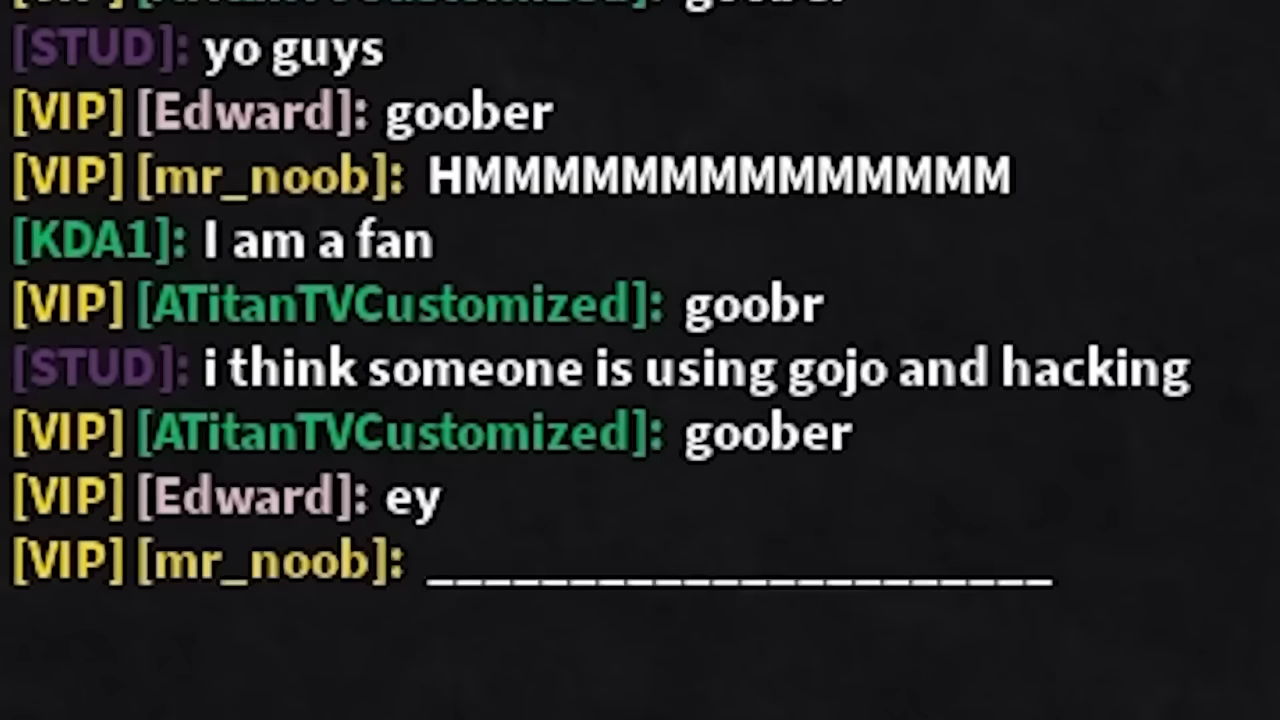 [STUD]: yo guys
[VIP] [Edward]: goober
[VIP] [mr_noob]: HMMMMMMMMMMMMMM
[KDA1]: I am a fan
[VIP] [ATitanTVCustomized]: goobr
[STUD]: i think someone is using gojo and hacking
[VIP] [ATitanTVCustomized]: goober
[VIP] [Edward]: ey
[VIP] [mr_noob]: ______________________